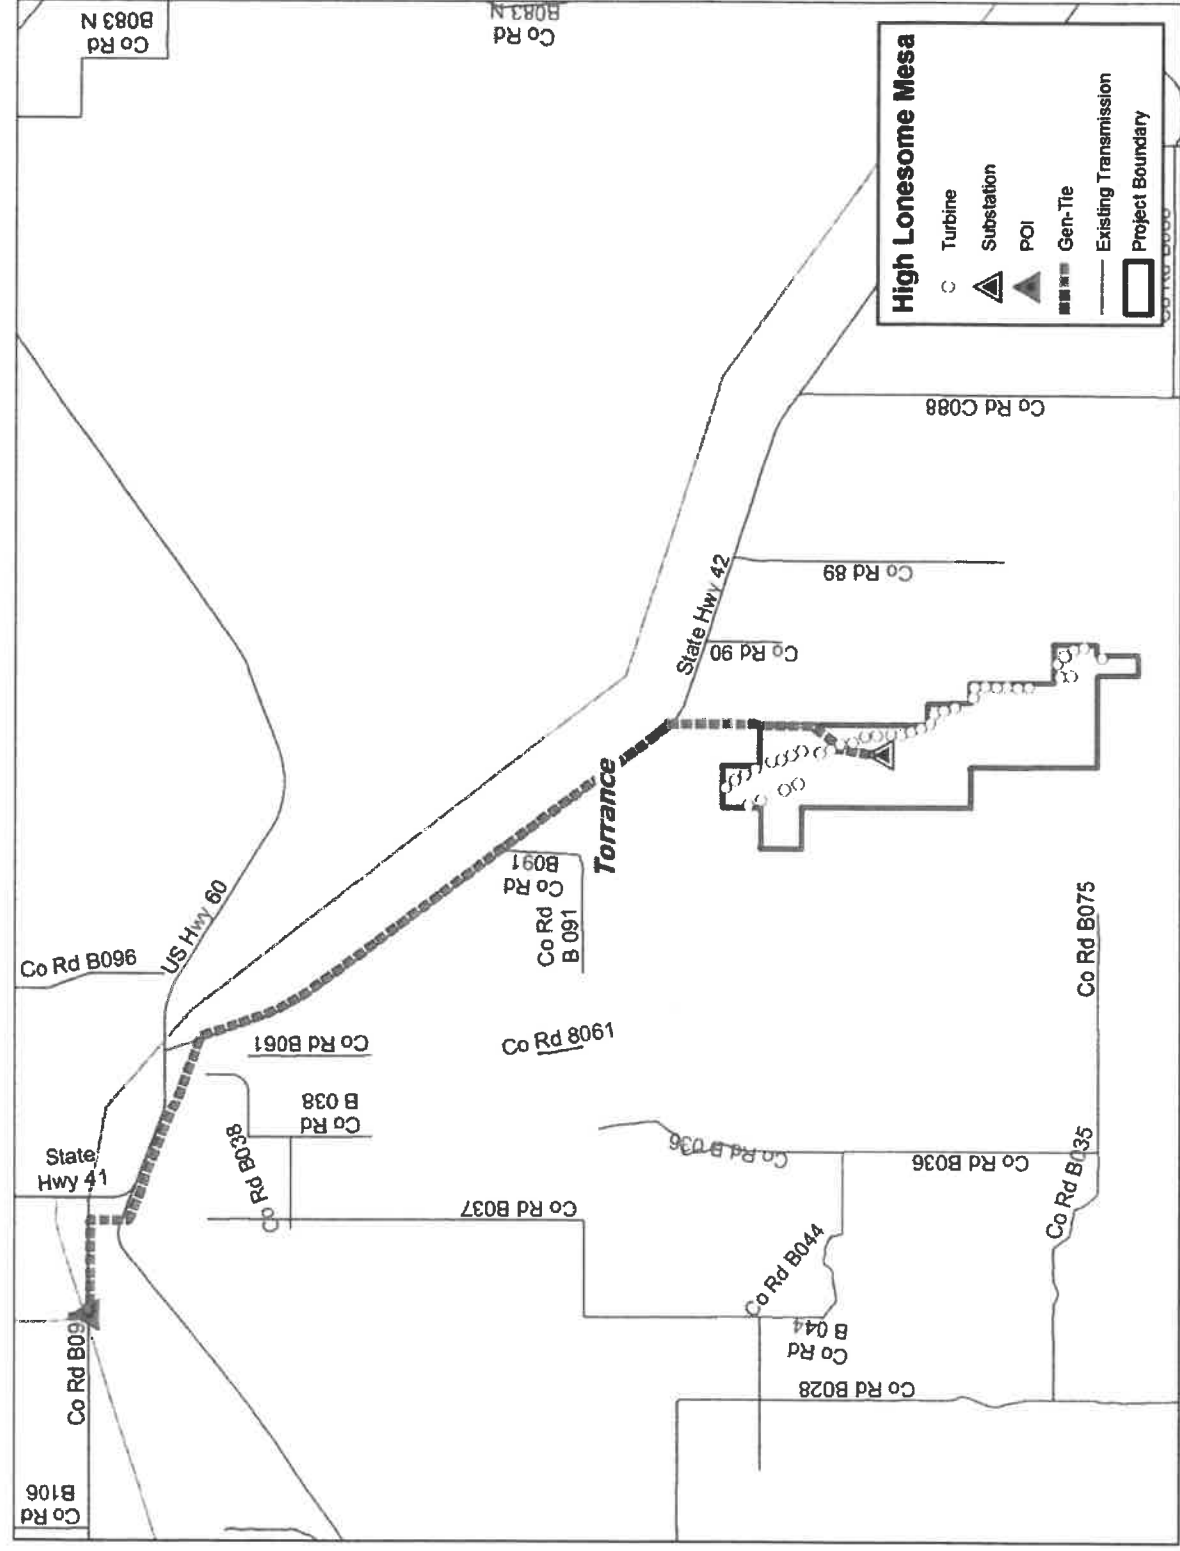 Co Rd
B083 N
Co Rd
B083 N
Co Rd B096
US Hwy 60
State
Hwy 41
Co Rd B09
Co Rd
B106
Co Rd B061
Co Rd
B 038
Co Rd B038
Co Rd B037
Co Rd 8061
Co Rd
B091
Co Rd
B 091
Torrance
State Hwy 42
Co Rd 90
Co Rd 89
Co Rd C088
Co Rd B 036
Co Rd B036
Co Rd B075
Co Rd B035
Co Rd B044
Co Rd
B 044
Co Rd B028
High Lonesome Mesa
Turbine
Substation
POI
Gen-Tie
Existing Transmission
Project Boundary